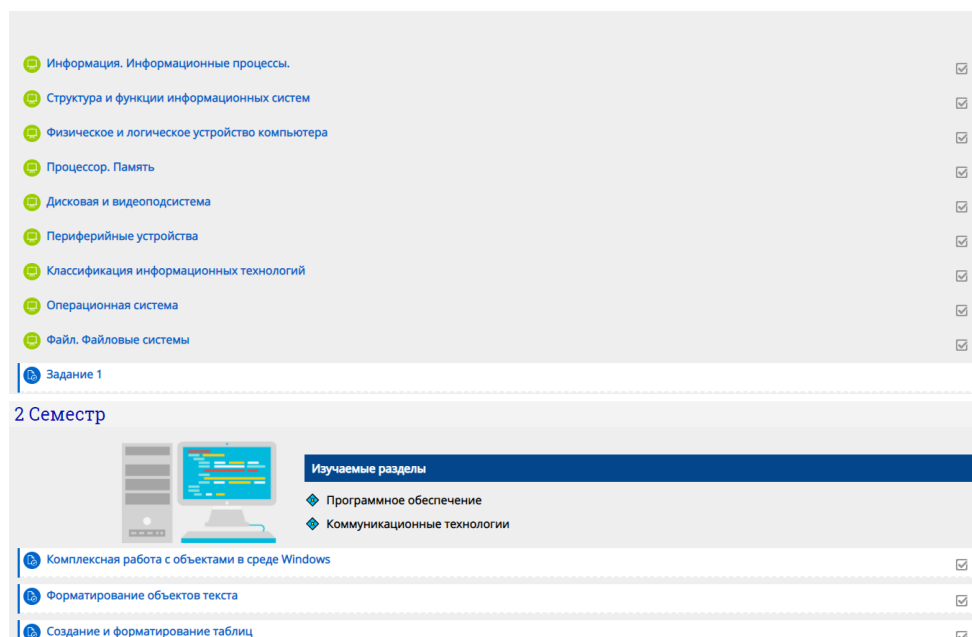 Информация. Информационные процессы.
Структура и функции информационных систем
Физическое и логическое устройство компьютера
Процессор. Память
Дисковая и видеоподсистема
Периферийные устройства
Классификация информационных технологий
Операционная система
Файл. Файловые системы
Задание 1
2 Семестр
Изучаемые разделы
Программное обеспечение
Коммуникационные технологии
Комплексная работа с объектами в среде Windows
Форматирование объектов текста
Создание и форматирование таблиц